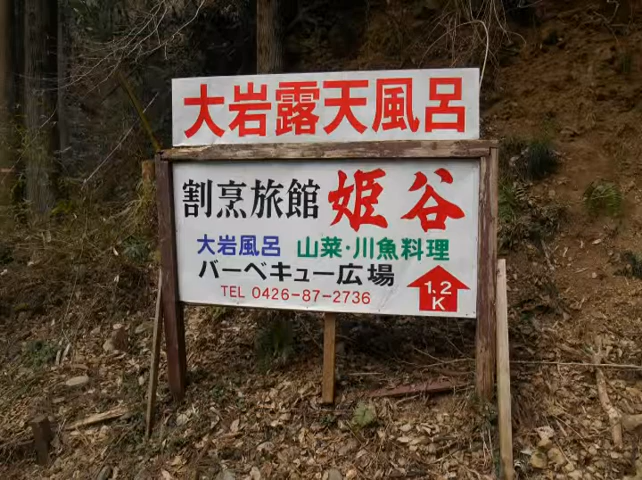 大岩露天風呂
割烹旅館 姫谷
大岩風呂 山菜・川魚料理
バーベキュー広場
TEL 0426-87-2736
1.2
K